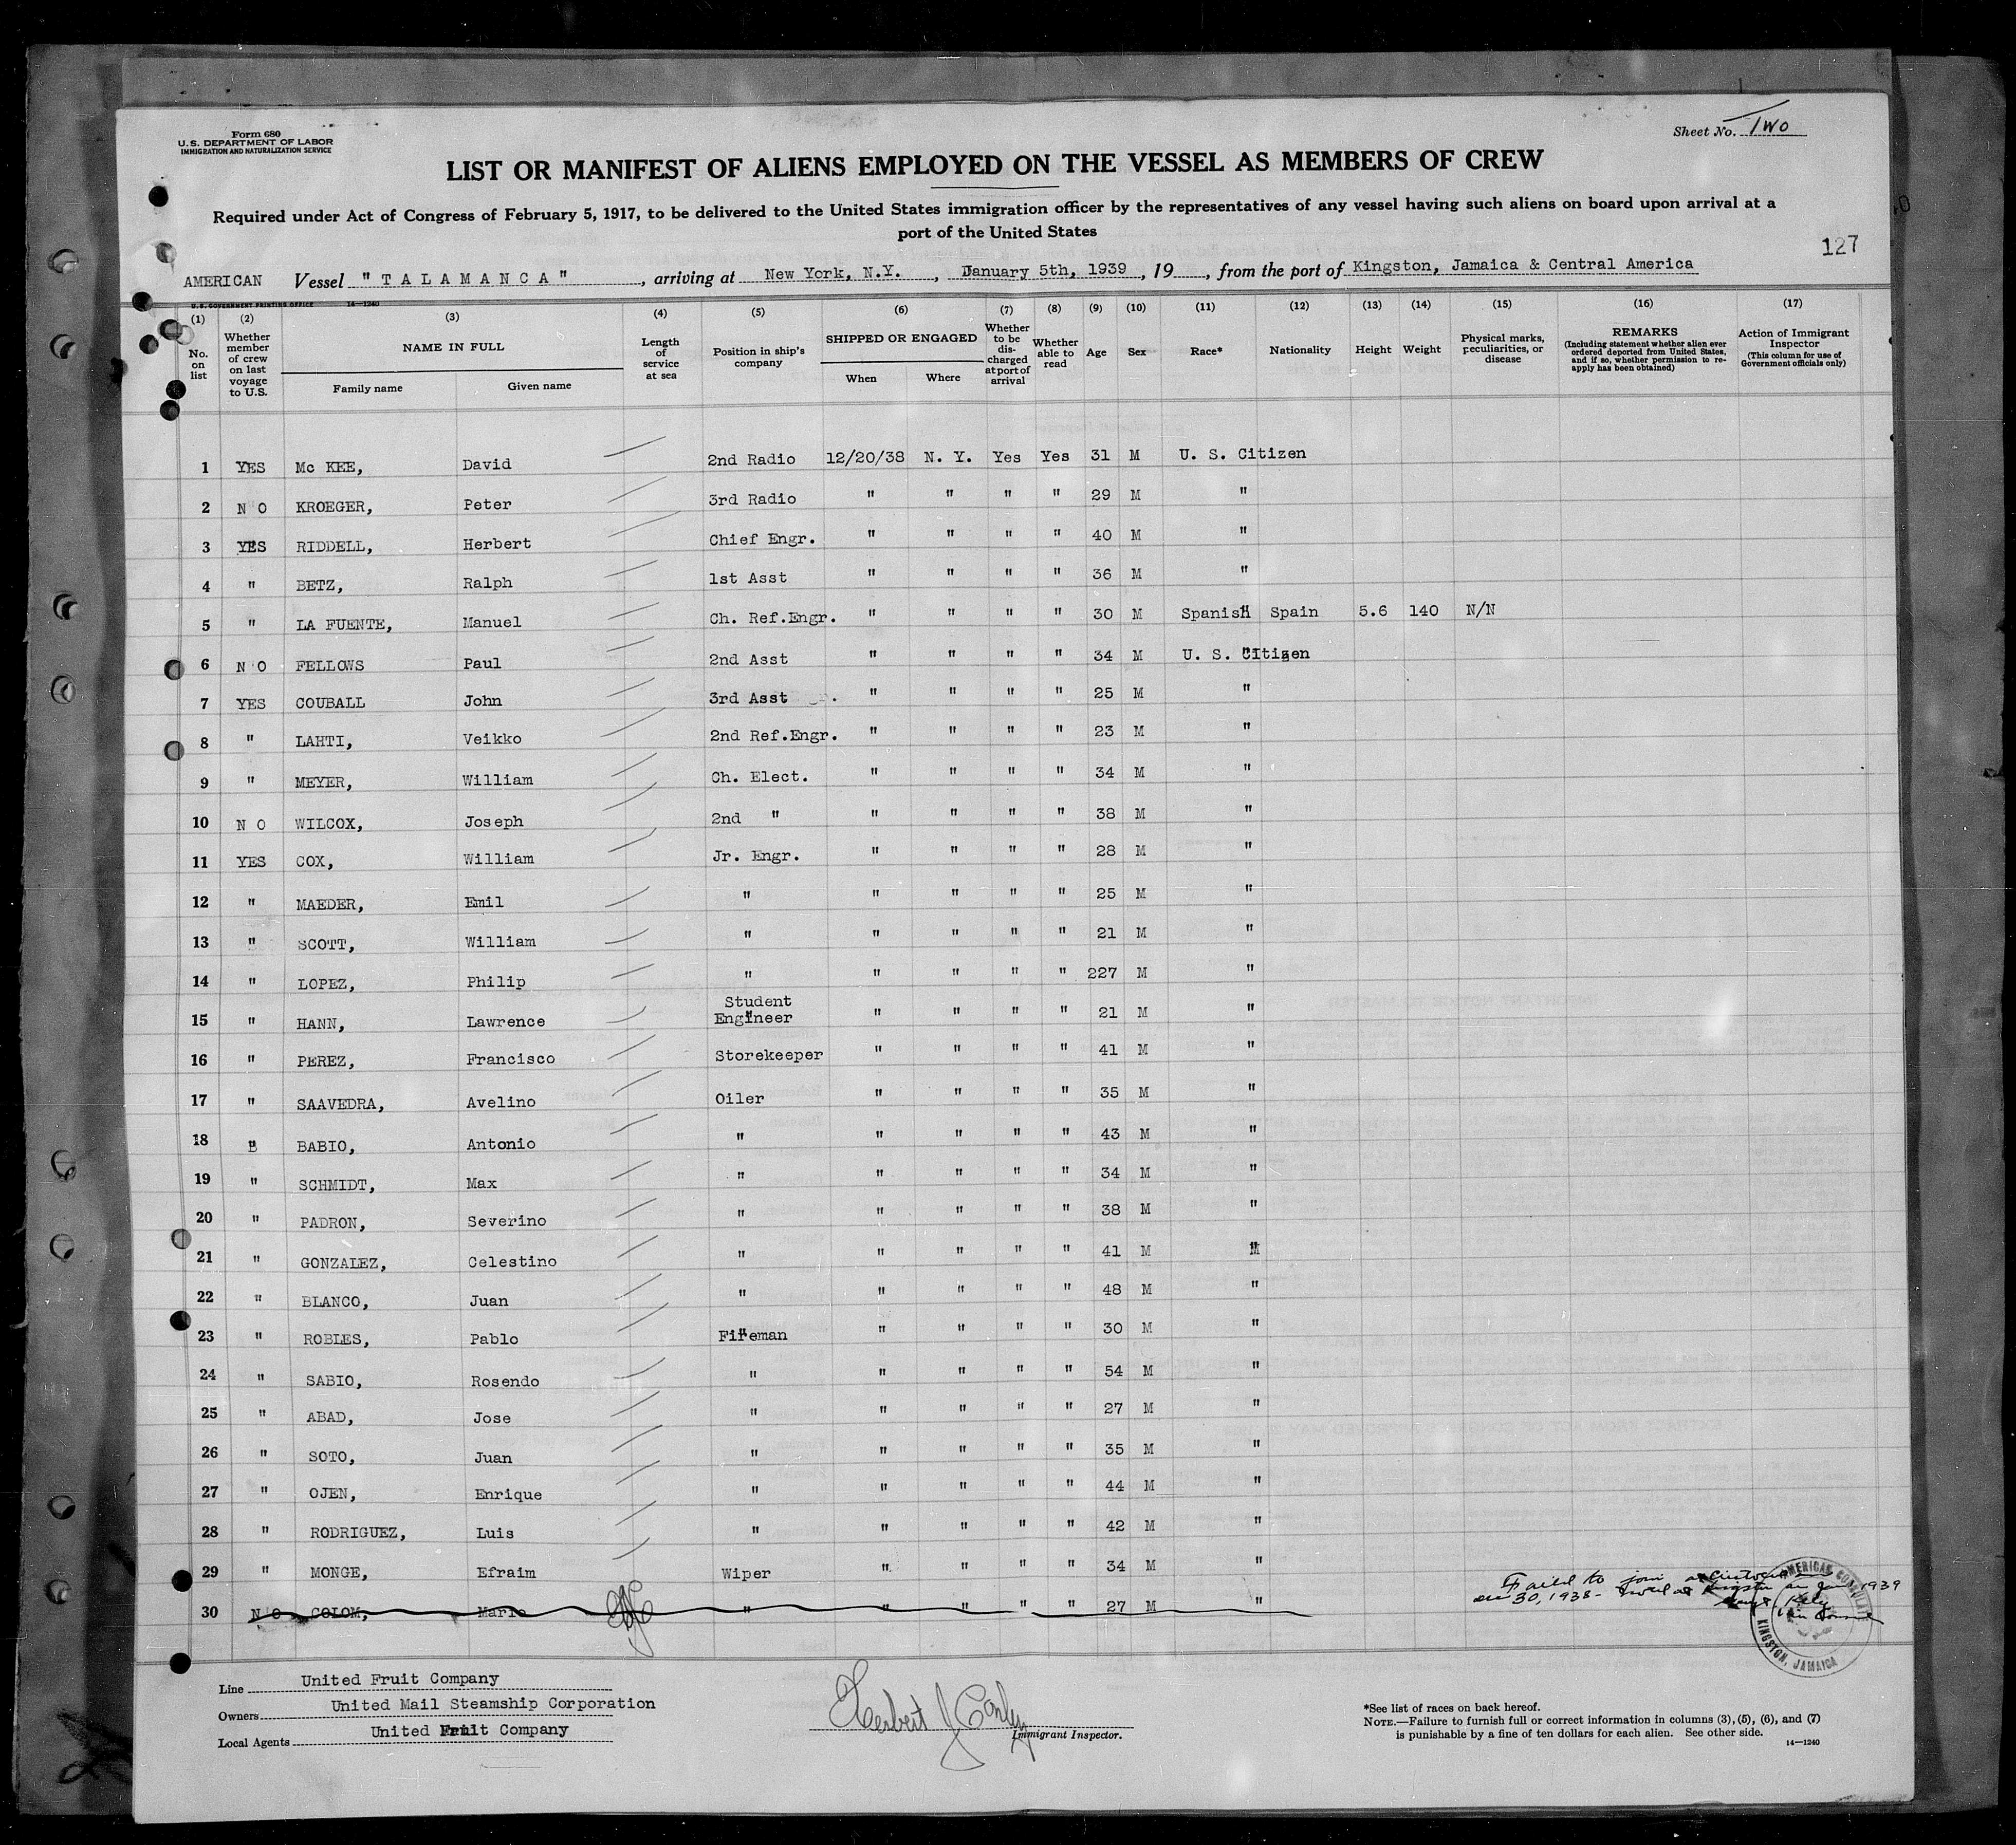 Form 680
U. S. DEPARTMENT OF LABOR
IMMIGRATION AND NATURALIZATION SERVICE
Sheet No. Two
LIST OR MANIFEST OF ALIENS EMPLOYED ON THE VESSEL AS MEMBERS OF CREW
Required under Act of Congress of February 5, 1917, to be delivered to the United States immigration officer by the representatives of any vessel having such aliens on board upon arrival at a
port of the United States
127
AMERICAN Vessel "TALAMANCA", arriving at New York, N.Y., January 5th, 1939, 19, from the port of Kingston, Jamaica & Central America
U. S. GOVERNMENT PRINTING OFFICE 14—1240
(1) No. on list
(2) Whether member of crew on last voyage to U.S.
(3) NAME IN FULL
Family name Given name
(4) Length of service at sea
(5) Position in ship's company
(6) SHIPPED OR ENGAGED
When Where
(7) Whether to be discharged at port of arrival
(8) Whether able to read
(9) Age
(10) Sex
(11) Race*
(12) Nationality
(13) Height
(14) Weight
(15) Physical marks, peculiarities, or disease
(16) REMARKS (Including statement whether alien ever ordered deported from United States, and if so, whether permission to re-apply has been obtained)
(17) Action of Immigrant Inspector (This column for use of Government officials only)
1 YES Mc KEE, David 2nd Radio 12/20/38 N. Y. Yes Yes 31 M U. S. Citizen
2 N O KROEGER, Peter 3rd Radio " " " " 29 M "
3 YES RIDDELL, Herbert Chief Engr. " " " " 40 M "
4 " BETZ, Ralph 1st Asst " " " " 36 M "
5 " LA FUENTE, Manuel Ch. Ref.Engr. " " " " 30 M Spanish Spain 5.6 140 N/N
6 N O FELLOWS Paul 2nd Asst " " " " 34 M U. S. CItizen
7 YES COUBALL John 3rd Asst " " " " 25 M "
8 " LAHTI, Veikko 2nd Ref.Engr. " " " " 23 M "
9 " MEYER, William Ch. Elect. " " " " 34 M "
10 N O WILCOX, Joseph 2nd " " " " " 38 M "
11 YES COX, William Jr. Engr. " " " " 28 M "
12 " MAEDER, Emil " " " " " 25 M "
13 " SCOTT, William " " " " " 21 M "
14 " LOPEZ, Philip " " " " " 227 M "
15 " HANN, Lawrence Student Engineer " " " " 21 M "
16 " PEREZ, Francisco Storekeeper " " " " 41 M "
17 " SAAVEDRA, Avelino Oiler " " " " 35 M "
18 " BABIO, Antonio " " " " " 43 M "
19 " SCHMIDT, Max " " " " " 34 M "
20 " PADRON, Severino " " " " " 38 M "
21 " GONZALEZ, Celestino " " " " " 41 M "
22 " BLANCO, Juan " " " " " 48 M "
23 " ROBLES, Pablo Fireman " " " " 30 M "
24 " SABIO, Rosendo " " " " " 54 M "
25 " ABAD, Jose " " " " " 27 M "
26 " SOTO, Juan " " " " " 35 M "
27 " OJEN, Enrique " " " " " 44 M "
28 " RODRIGUEZ, Luis " " " " " 42 M "
29 " MONGE, Efraim Wiper " " " " 34 M "
30 N O COLOM, Mario " " " " " 27 M "
Failed to join at
30, 1938 - 1939
AMERICAN CONSULATE
KINGSTON, JAMAICA
Line United Fruit Company
Owners United Mail Steamship Corporation
Local Agents United Fruit Company
Herbert J Conley
Immigrant Inspector.
*See list of races on back hereof.
NOTE.—Failure to furnish full or correct information in columns (3), (5), (6), and (7)
is punishable by a fine of ten dollars for each alien. See other side.
14—1240